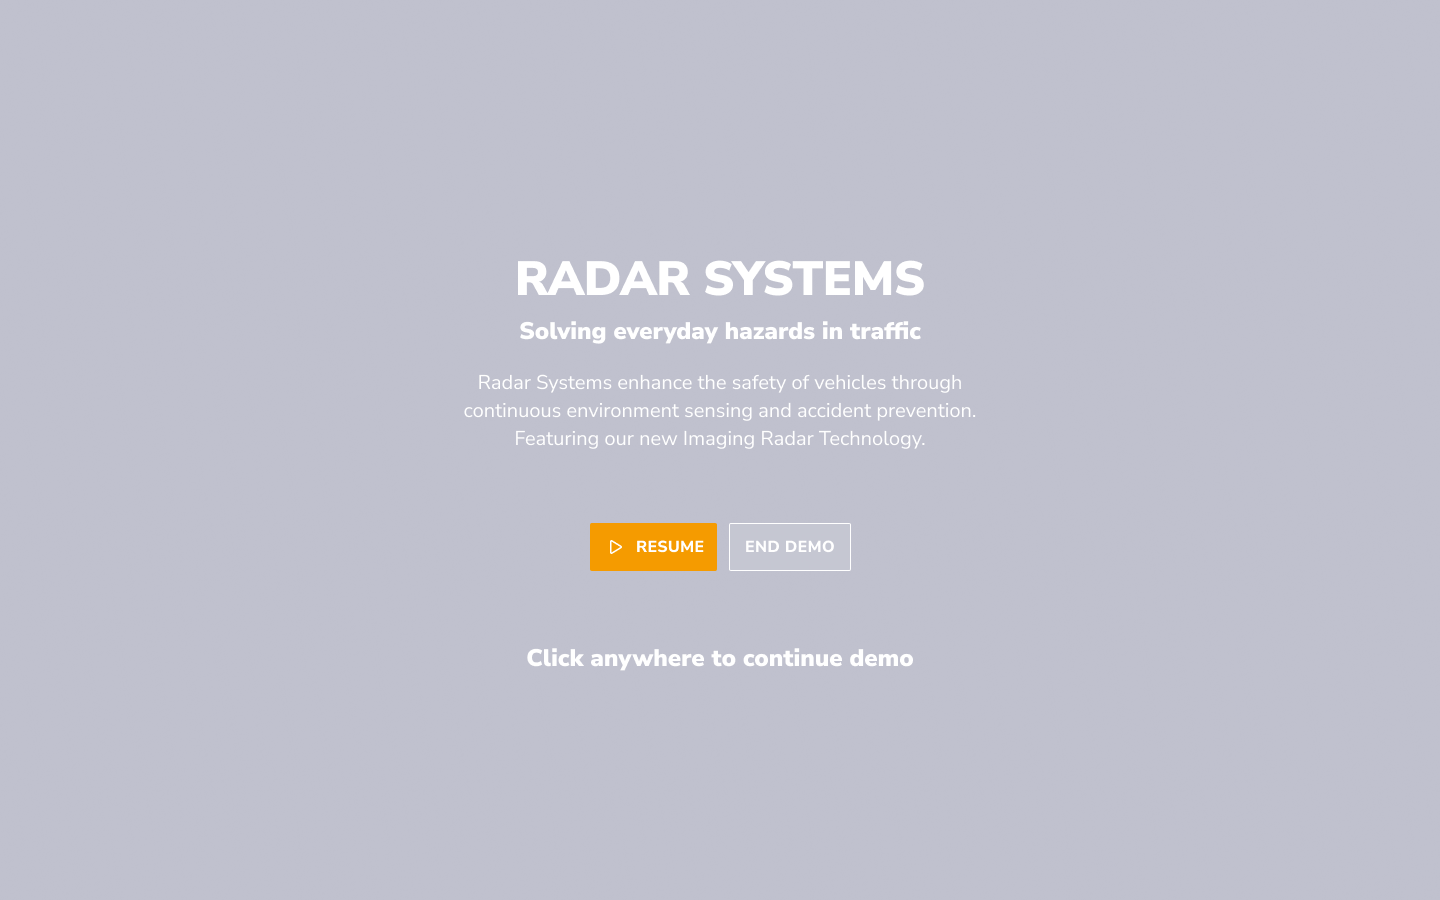 RADAR SYSTEMS
Solving everyday hazards in traffic
Radar Systems enhance the safety of vehicles through
continuous environment sensing and accident prevention.
Featuring our new Imaging Radar Technology.
RESUME
END DEMO
Click anywhere to continue demo